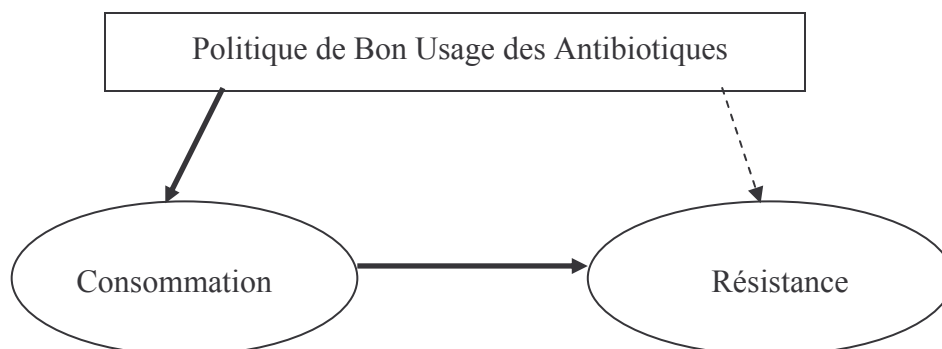 Politique de Bon Usage des Antibiotiques
Consommation
Résistance